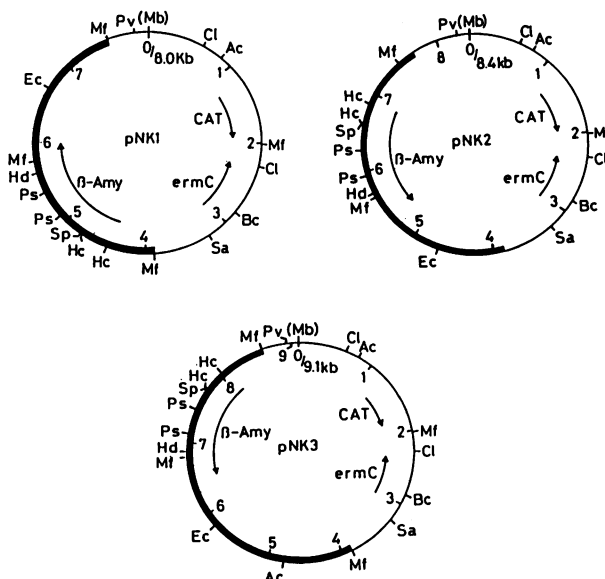 Pv (Mb)
0/8.0Kb
Cl
Ac
1
CAT
2
Mf
Cl
ermC
Bc
3
Sa
4
Mf
Hc
Hc
Sp
5
Ps
Ps
Hd
Mf
6
Ec
7
Mf
β-Amy
pNK1
Pv (Mb)
0/8.4kb
Cl
Ac
1
CAT
2
M
Cl
ermC
Bc
3
Sa
4
Ec
5
Mf
Hd
Ps
6
Ps
Sp
Hc
Hc
7
Mf
8
β-Amy
pNK2
Pv (Mb)
9
0/9.1kb
Cl
Ac
1
CAT
2
Mf
Cl
ermC
Bc
3
Sa
4
Mf
5
Ac
6
Ec
Mf
Hd
7
Ps
Ps
Sp
Hc
Hc
8
Mf
β-Amy
pNK3